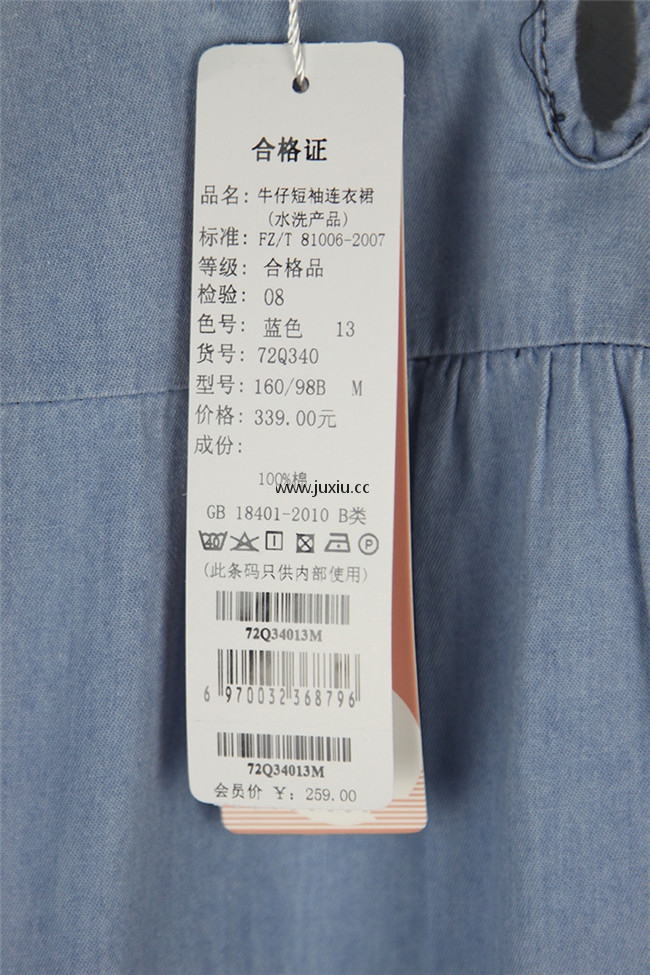 合格证
品名: 牛仔短袖连衣裙
(水洗产品)
标准: FZ/T 81006-2007
等级: 合格品
检验: 08
色号: 蓝色 13
货号: 72Q340
型号: 160/98B M
价格: 339.00元
成份:
100%棉
www.juxiu.cc
GB 18401-2010 B类
40 P
(此条码只供内部使用)
72Q34013M
6 970032 368796
72Q34013M
会员价 ¥: 259.00